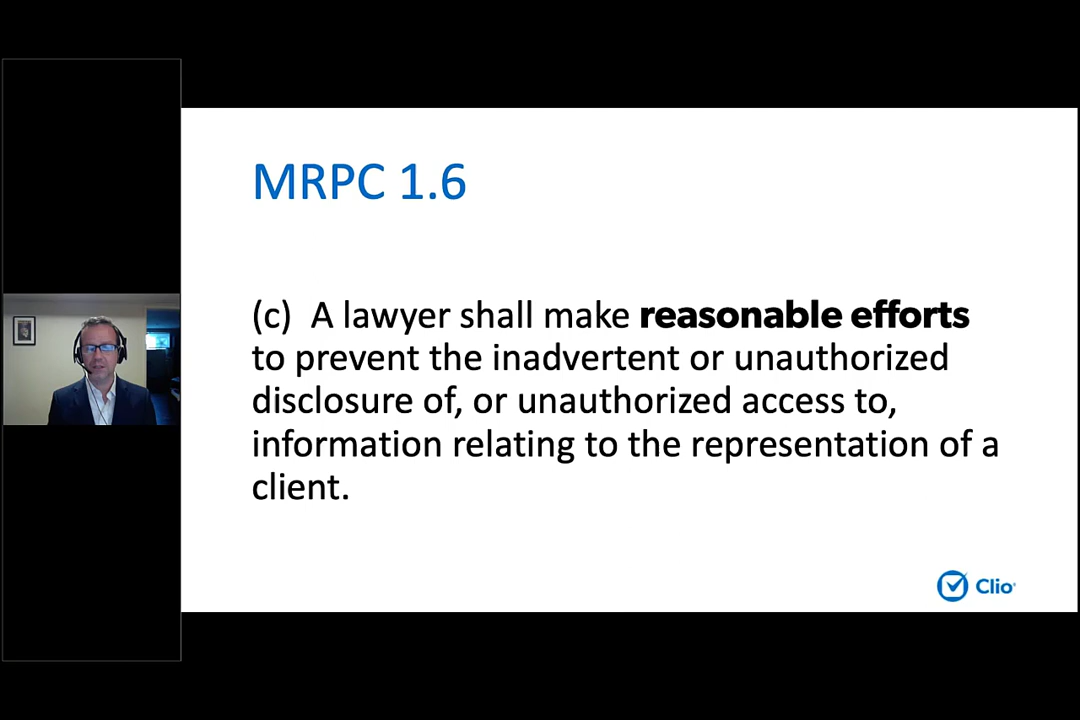 MRPC 1.6
(c) A lawyer shall make reasonable efforts
to prevent the inadvertent or unauthorized
disclosure of, or unauthorized access to,
information relating to the representation of a
client.
Clio